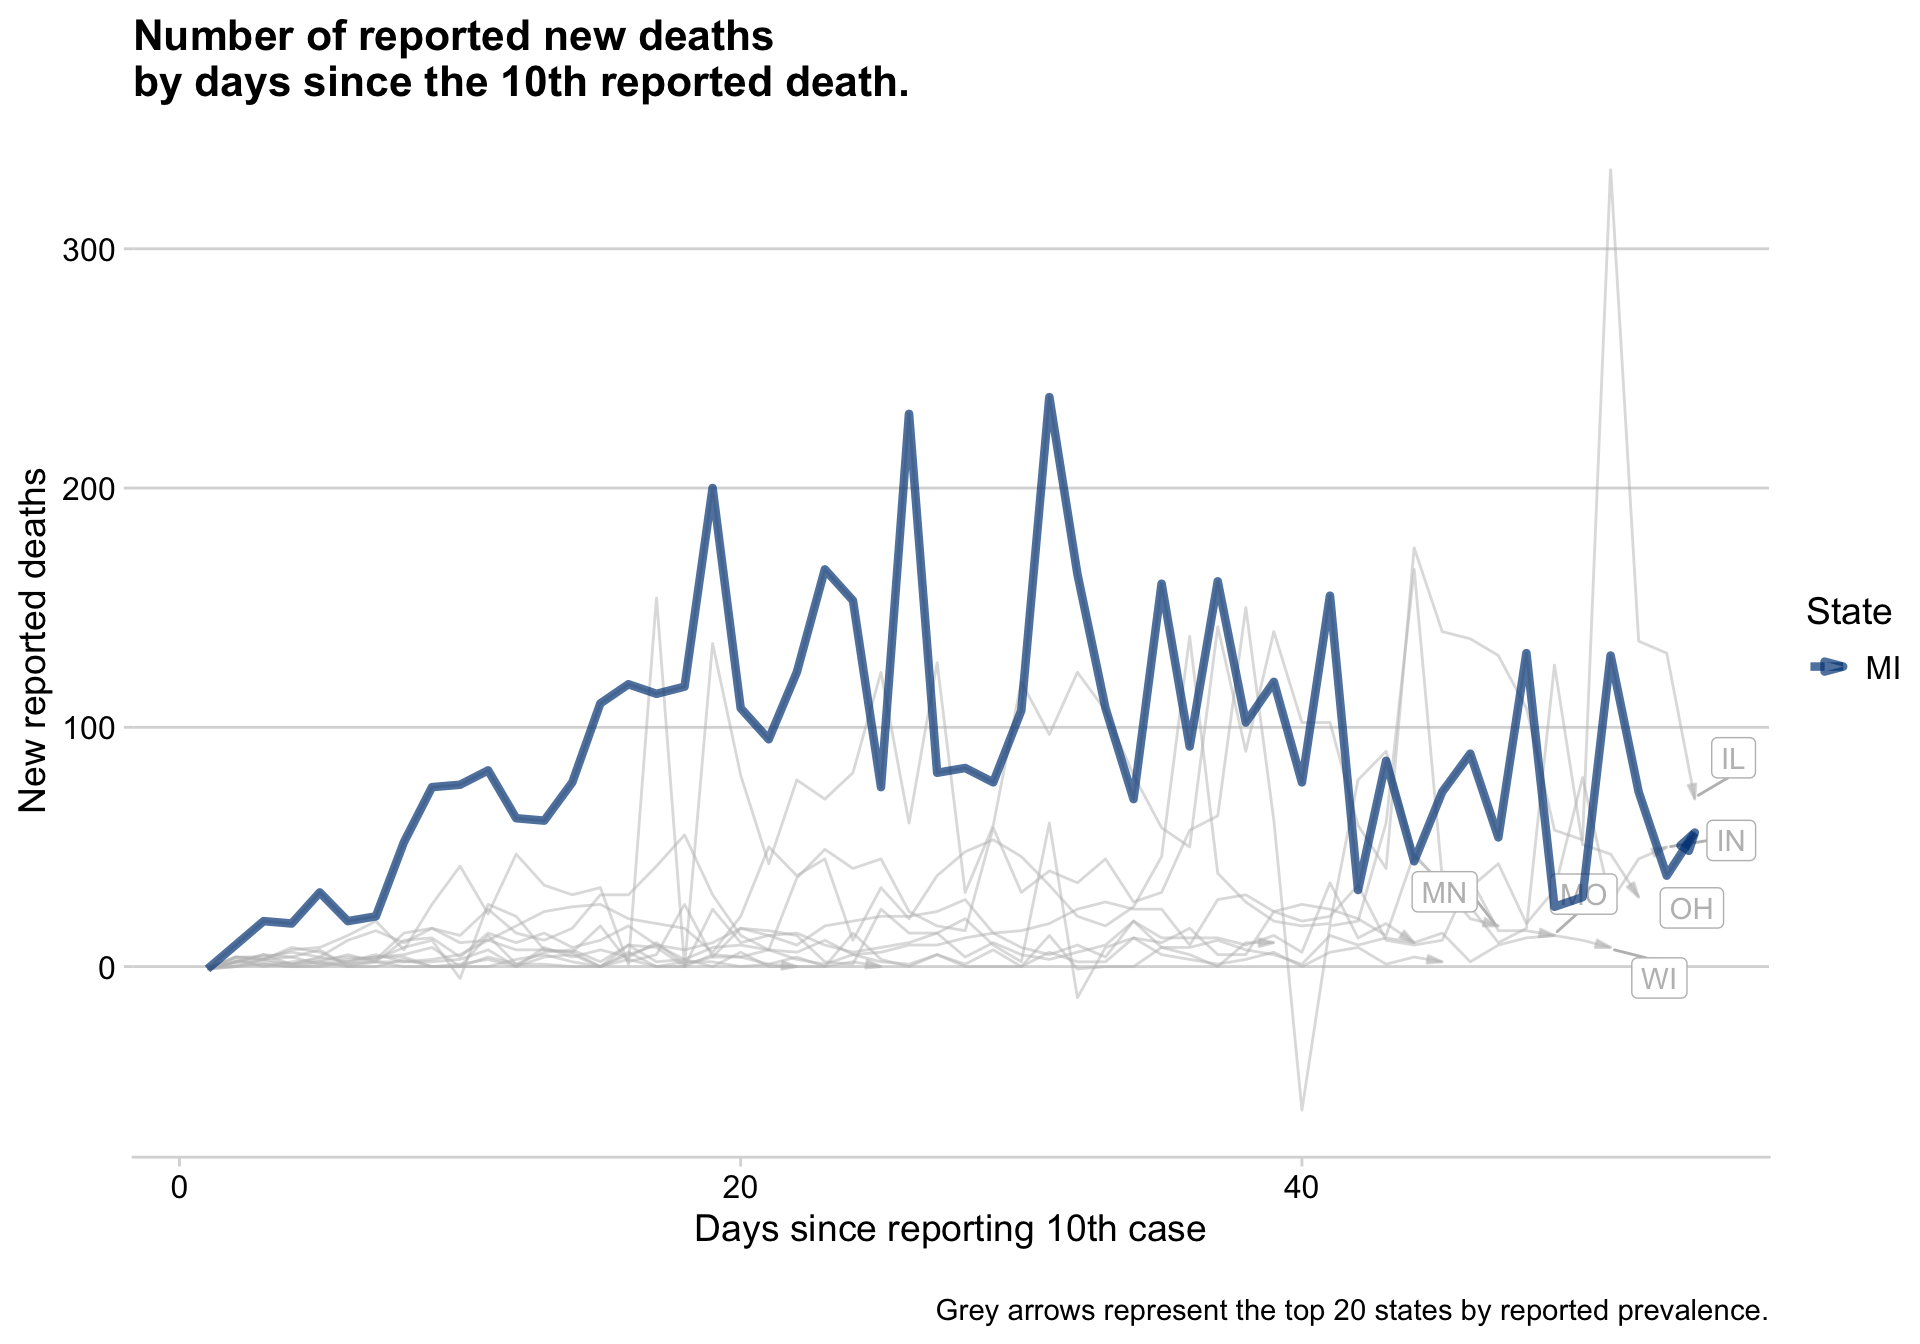 Number of reported new deaths
by days since the 10th reported death.
New reported deaths
300
200
100
0
0
20
40
Days since reporting 10th case
IL
IN
MN
MO
OH
WI
State
MI
Grey arrows represent the top 20 states by reported prevalence.